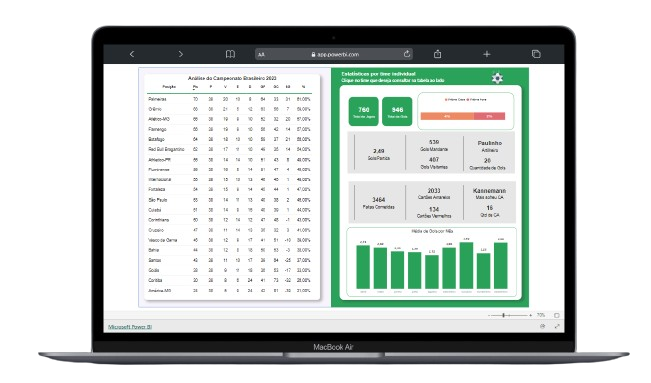 AA
app.powerbi.com
Análise do Campeonato Brasileiro 2023
Posição Pts P V E D GP GC SG %
Palmeiras 70 38 20 10 8 64 33 31 61,00%
Grêmio 68 38 21 5 12 63 56 7 59,00%
Atlético-MG 66 38 19 9 10 52 32 20 57,00%
Flamengo 66 38 19 9 10 56 42 14 57,00%
Botafogo 64 38 18 10 10 58 37 21 56,00%
Red Bull Bragantino 62 38 17 11 10 49 35 14 54,00%
Athletico-PR 56 38 14 14 10 51 43 8 49,00%
Fluminense 56 38 16 8 14 51 47 4 49,00%
Internacional 55 38 15 10 13 46 45 1 48,00%
Fortaleza 54 38 15 9 14 45 44 1 47,00%
São Paulo 53 38 14 11 13 40 38 2 46,00%
Cuiabá 51 38 14 9 15 40 39 1 44,00%
Corinthians 50 38 12 14 12 47 48 -1 43,00%
Cruzeiro 47 38 11 14 13 35 32 3 41,00%
Vasco da Gama 45 38 12 9 17 41 51 -10 39,00%
Bahia 44 38 12 8 18 50 53 -3 38,00%
Santos 43 38 11 10 17 39 64 -25 37,00%
Goiás 38 38 9 11 18 36 53 -17 33,00%
Coritiba 30 38 8 6 24 41 73 -32 26,00%
América-MG 24 38 5 9 24 42 81 -39 21,00%
Estatísticas por time individual
Clique no time que deseja consultar na tabela ao lado
760
Total de Jogos
946
Total de Gols
Pontos Casa Pontos Fora
2,49
Gols Partida
539
Gols Mandante
407
Gols Visitantes
Paulinho
Artilheiro
20
Quantidade de Gols
3464
Faltas Cometidas
2033
Cartões Amarelos
134
Cartões Vermelhos
Kannemann
Mais sofreu CA
15
Qtd de CA
Média de Gols por Mês
Microsoft Power BI
70%
MacBook Air